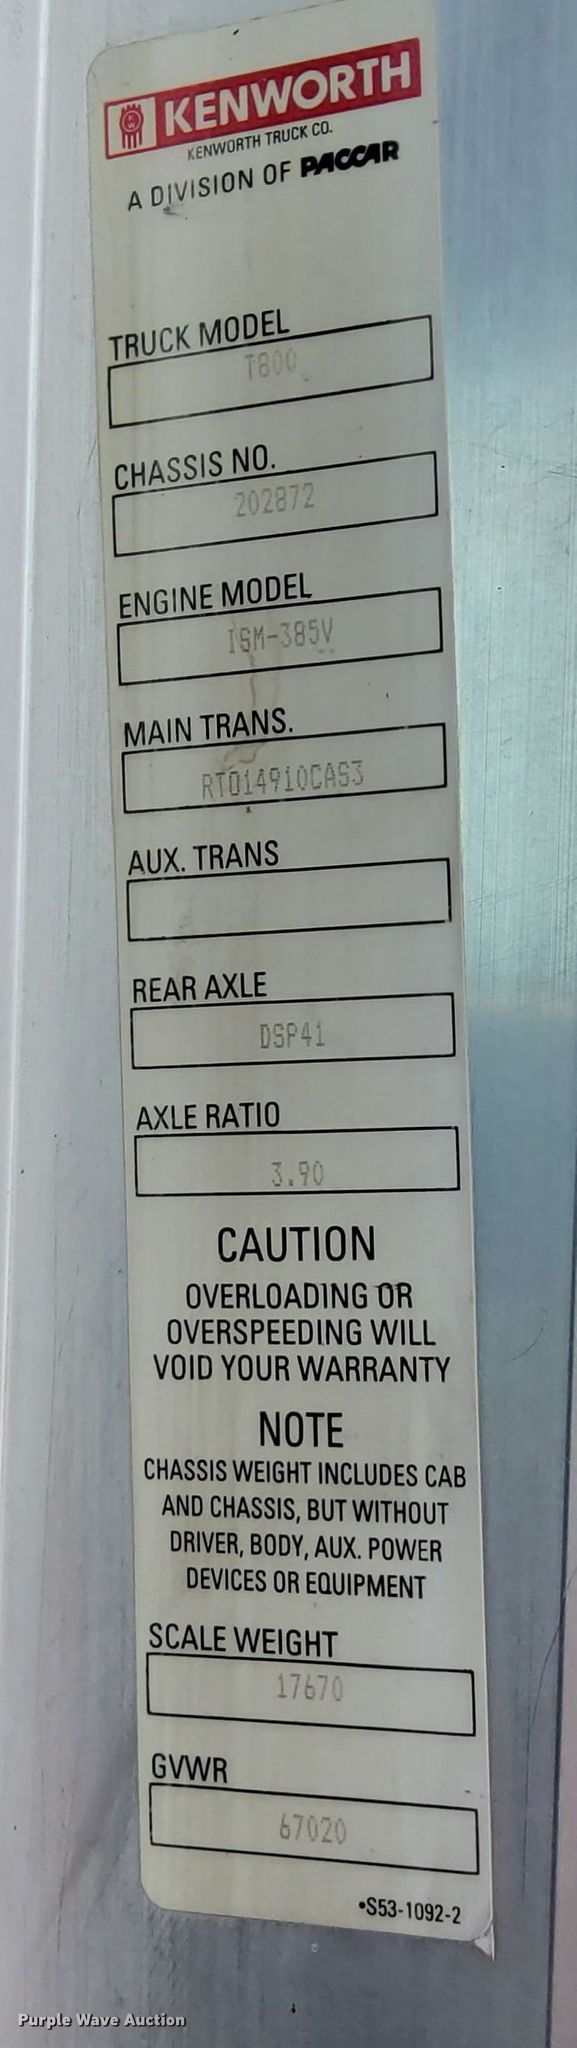 KENWORTH
KENWORTH TRUCK CO.
A DIVISION OF PACCAR
TRUCK MODEL
T800
CHASSIS NO.
202872
ENGINE MODEL
ISM-385V
MAIN TRANS.
RTO14910CAS3
AUX. TRANS
REAR AXLE
DSP41
AXLE RATIO
3.90
CAUTION
OVERLOADING OR
OVERSPEEDING WILL
VOID YOUR WARRANTY
NOTE
CHASSIS WEIGHT INCLUDES CAB
AND CHASSIS, BUT WITHOUT
DRIVER, BODY, AUX. POWER
DEVICES OR EQUIPMENT
SCALE WEIGHT
17670
GVWR
67020
•S53-1092-2
Purple Wave Auction